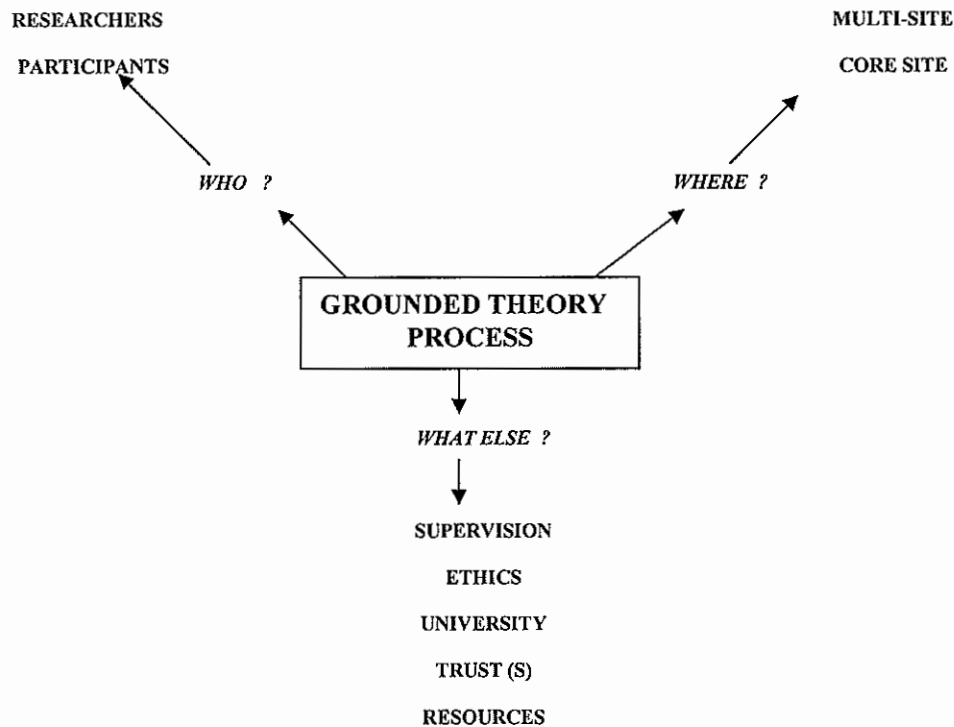 RESEARCHERS
PARTICIPANTS
MULTI-SITE
CORE SITE
WHO ?
WHERE ?
GROUNDED THEORY
PROCESS
WHAT ELSE ?
SUPERVISION
ETHICS
UNIVERSITY
TRUST (S)
RESOURCES